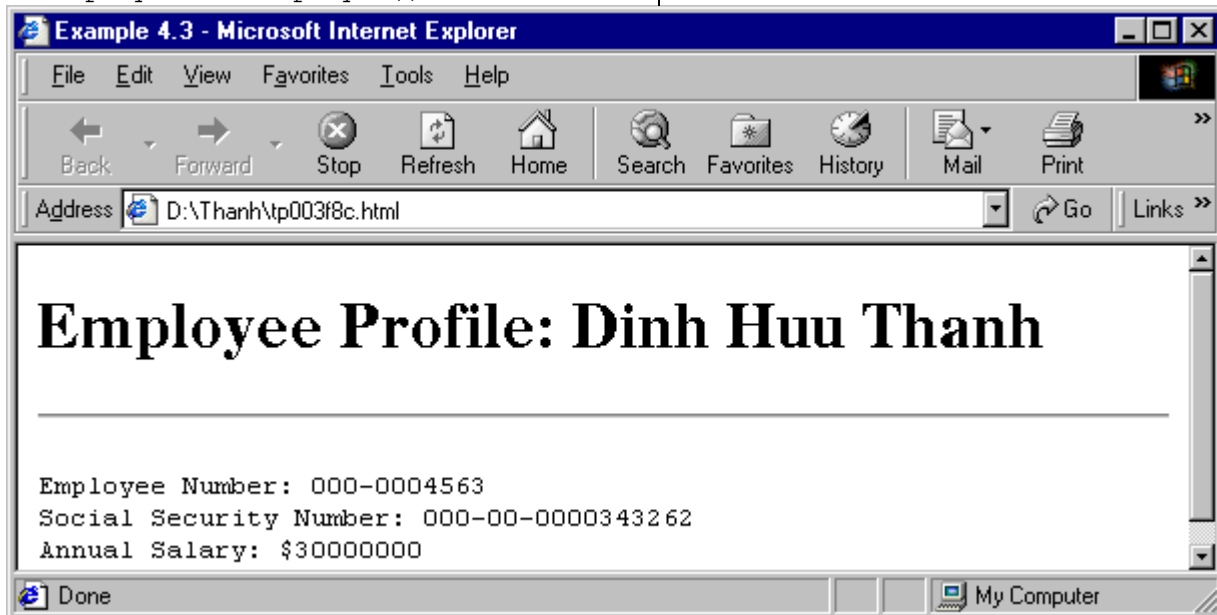 Example 4.3 - Microsoft Internet Explorer
File Edit View Favorites Tools Help
Back Forward Stop Refresh Home Search Favorites History Mail Print »
Address D:\Thanh\tp003f8c.html Go Links »
Employee Profile: Dinh Huu Thanh
Employee Number: 000-0004563
Social Security Number: 000-00-0000343262
Annual Salary: $30000000
Done My Computer